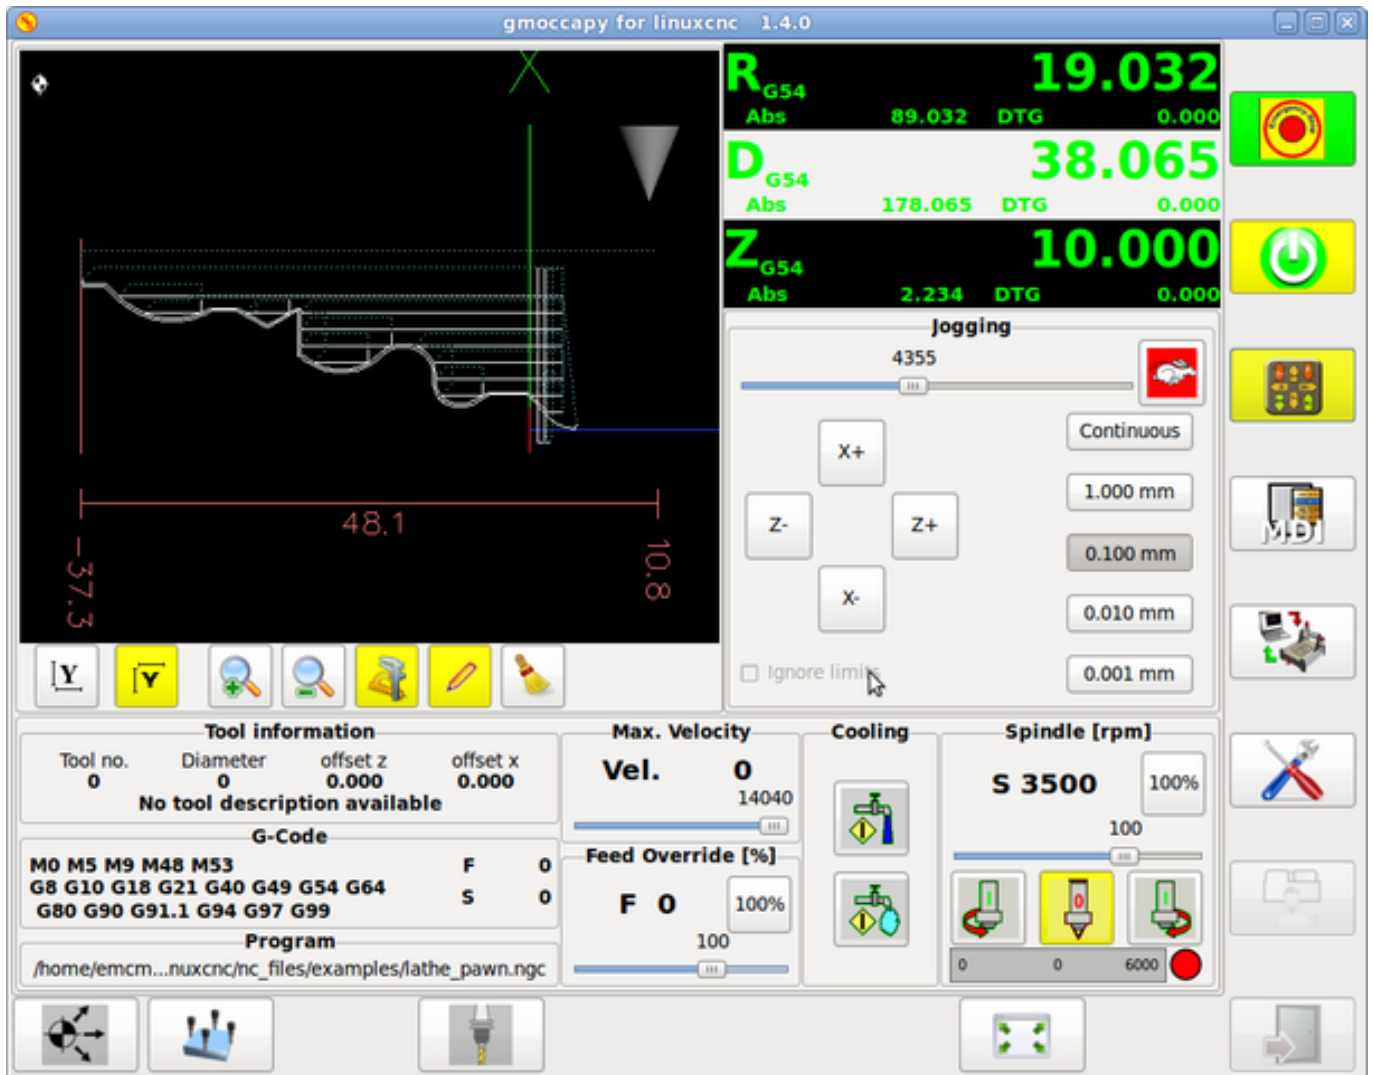 gmoccapy for linuxcnc 1.4.0
X
48.1
-37.3
10.8
R G54 19.032
Abs 89.032 DTG 0.000
D G54 38.065
Abs 178.065 DTG 0.000
Z G54 10.000
Abs 2.234 DTG 0.000
Emergency Stop
Jogging
4355
Continuous
X+
1.000 mm
Z- Z+
0.100 mm
X-
0.010 mm
Ignore limits
0.001 mm
MDI
Y Y
Tool information
Tool no. Diameter offset z offset x
0 0 0.000 0.000
No tool description available
G-Code
M0 M5 M9 M48 M53 F 0
G8 G10 G18 G21 G40 G49 G54 G64 S 0
G80 G90 G91.1 G94 G97 G99
Program
/home/emcm...nuxcnc/nc_files/examples/lathe_pawn.ngc
Max. Velocity
Vel. 0
14040
Feed Override [%]
F 0 100%
100
Cooling
Spindle [rpm]
S 3500 100%
100
I 0 I
0 0 6000